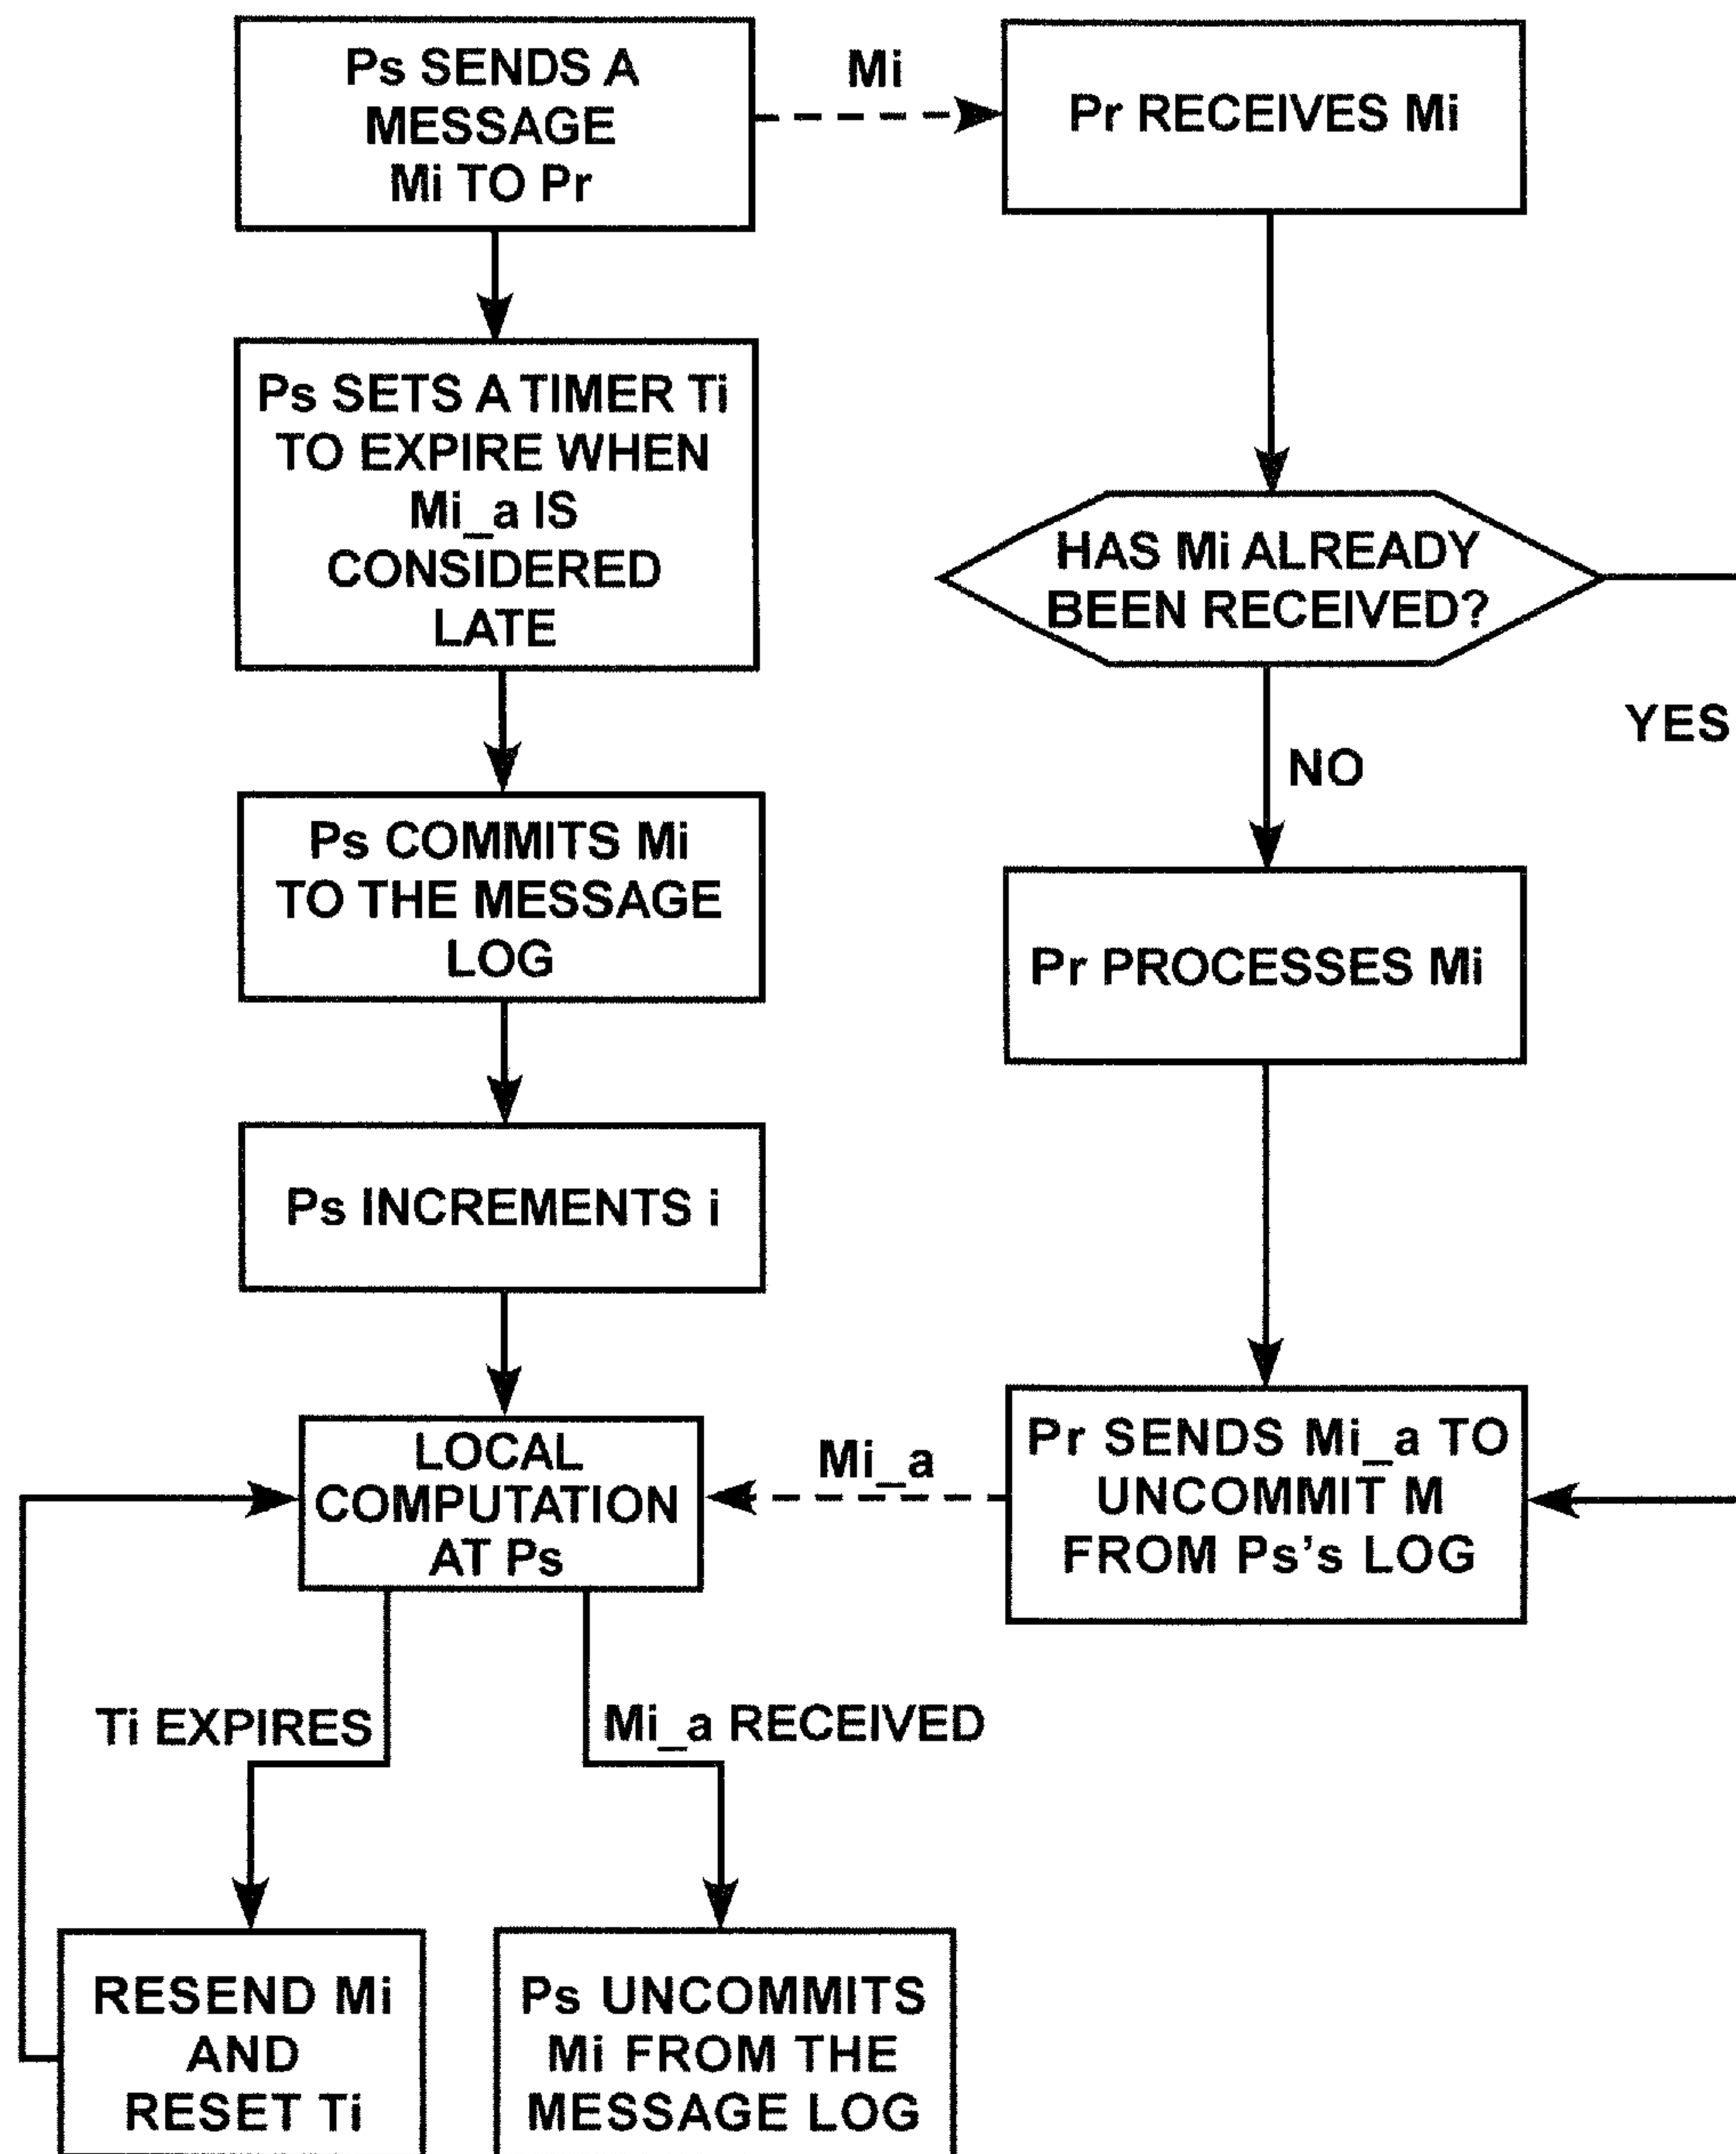 Ps SENDS A
MESSAGE
Mi TO Pr
Mi
Pr RECEIVES Mi
Ps SETS A TIMER Ti
TO EXPIRE WHEN
Mi_a IS
CONSIDERED
LATE
HAS Mi ALREADY
BEEN RECEIVED?
YES
NO
Ps COMMITS Mi
TO THE MESSAGE
LOG
Pr PROCESSES Mi
Ps INCREMENTS i
LOCAL
COMPUTATION
AT Ps
Mi_a
Pr SENDS Mi_a TO
UNCOMMIT M
FROM Ps's LOG
Ti EXPIRES
Mi_a RECEIVED
RESEND Mi
AND
RESET Ti
Ps UNCOMMITS
Mi FROM THE
MESSAGE LOG